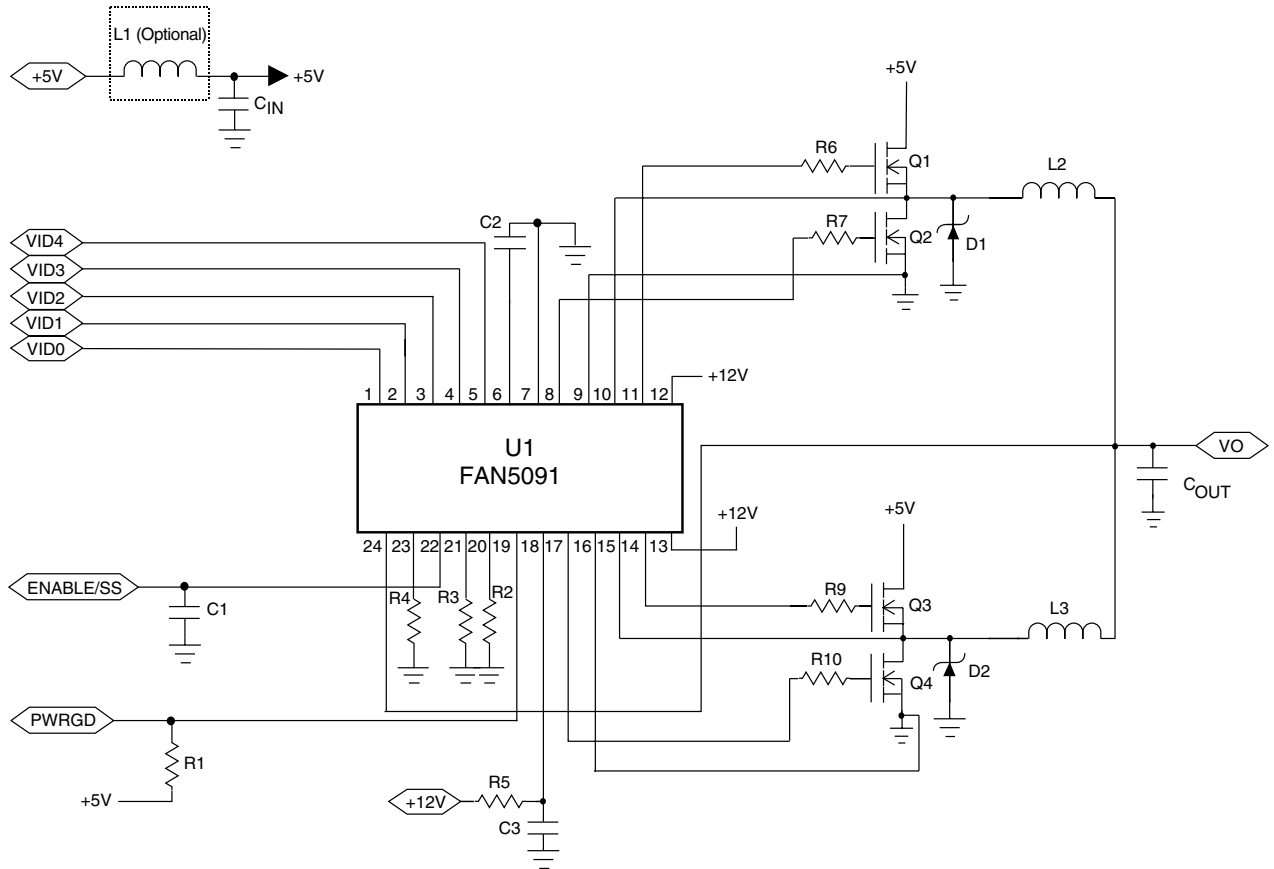 L1 (Optional)
+5V
+5V
CIN
+5V
R6
Q1
L2
C2
R7
Q2
D1
VID4
VID3
VID2
VID1
VID0
+12V
1 2 3 4 5 6 7 8 9 10 11 12
U1
FAN5091
VO
COUT
+12V
+5V
24 23 22 21 20 19 18 17 16 15 14 13
ENABLE/SS
C1
R4
R3
R2
R9
Q3
L3
R10
Q4
D2
PWRGD
R1
+5V
+12V
R5
C3